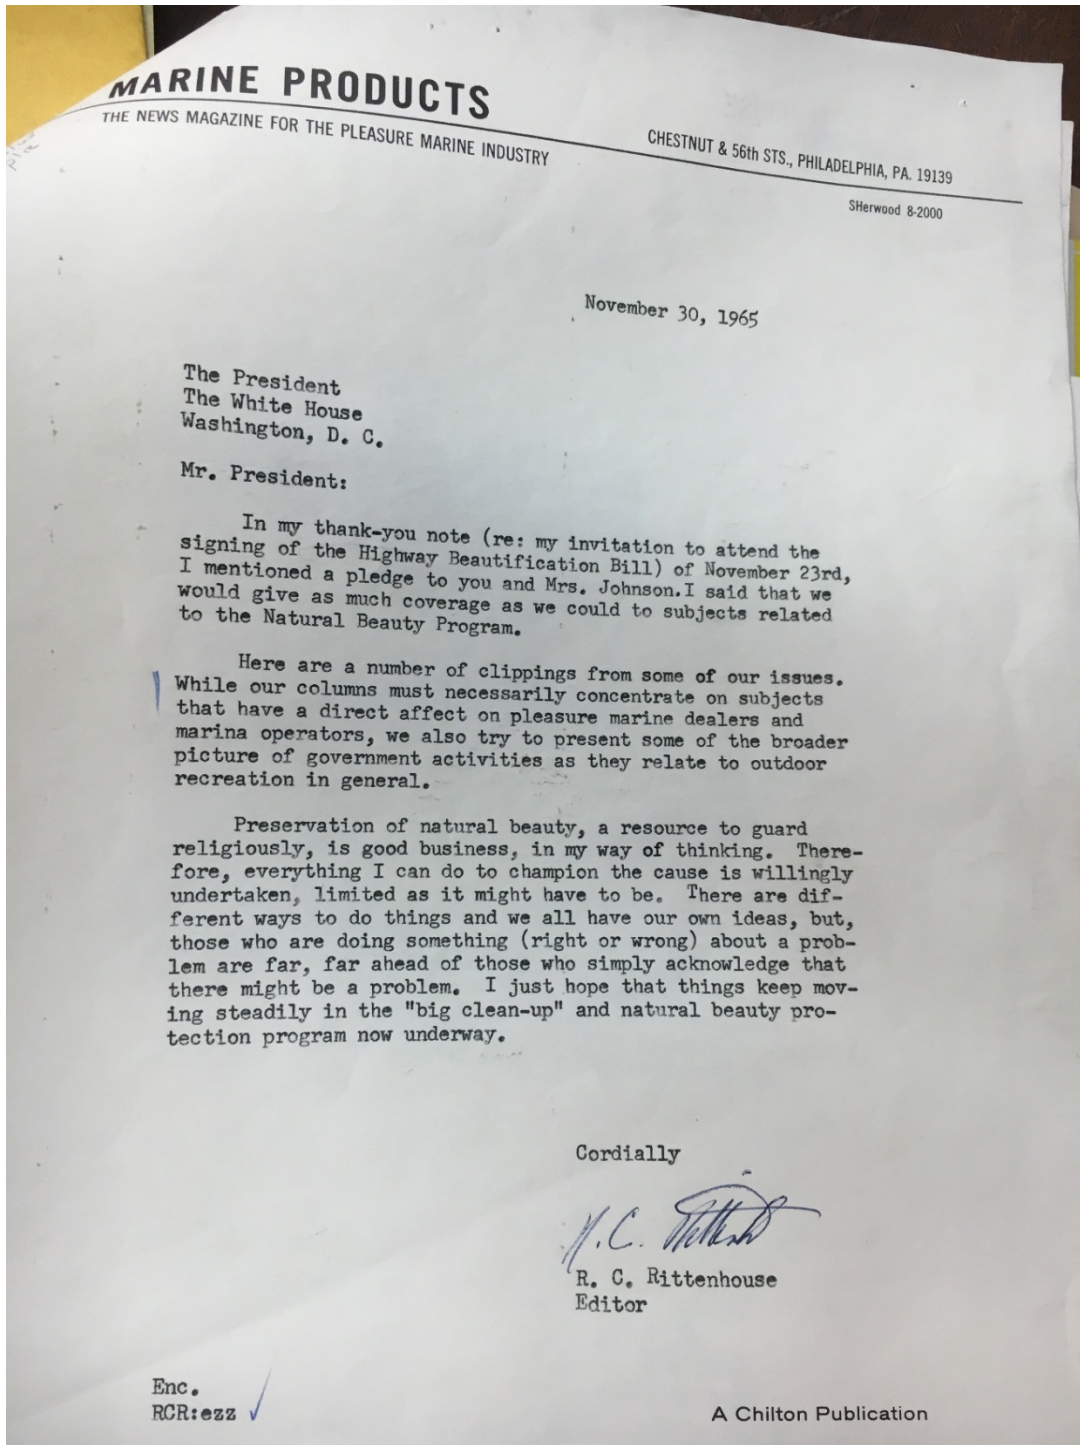 MARINE PRODUCTS
THE NEWS MAGAZINE FOR THE PLEASURE MARINE INDUSTRY
CHESTNUT & 56th STS., PHILADELPHIA, PA. 19139
SHerwood 8-2000
November 30, 1965
The President
The White House
Washington, D. C.
Mr. President:
In my thank-you note (re: my invitation to attend the
signing of the Highway Beautification Bill) of November 23rd,
I mentioned a pledge to you and Mrs. Johnson.I said that we
would give as much coverage as we could to subjects related
to the Natural Beauty Program.
Here are a number of clippings from some of our issues.
While our columns must necessarily concentrate on subjects
that have a direct affect on pleasure marine dealers and
marina operators, we also try to present some of the broader
picture of government activities as they relate to outdoor
recreation in general.
Preservation of natural beauty, a resource to guard
religiously, is good business, in my way of thinking. There-
fore, everything I can do to champion the cause is willingly
undertaken, limited as it might have to be. There are dif-
ferent ways to do things and we all have our own ideas, but,
those who are doing something (right or wrong) about a prob-
lem are far, far ahead of those who simply acknowledge that
there might be a problem. I just hope that things keep mov-
ing steadily in the "big clean-up" and natural beauty pro-
tection program now underway.
Cordially
R. C. Rittenhouse
Editor
Enc.
RCR:ezz
A Chilton Publication